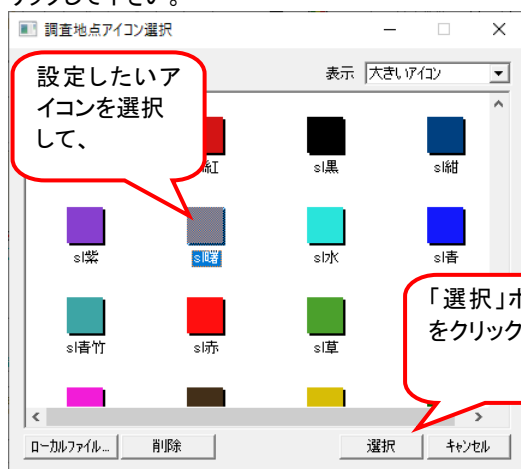 リックして下さい。
調査地点アイコン選択
表示 大きいアイコン
設定したいア
イコンを選択
して、
sl紅
sl黒
sl紺
sl紫
sl曙
sl水
sl青
「選択」ボ
をクリック
sl青竹
sl赤
sl草
ローカルファイル...
削除
選択
キャンセル